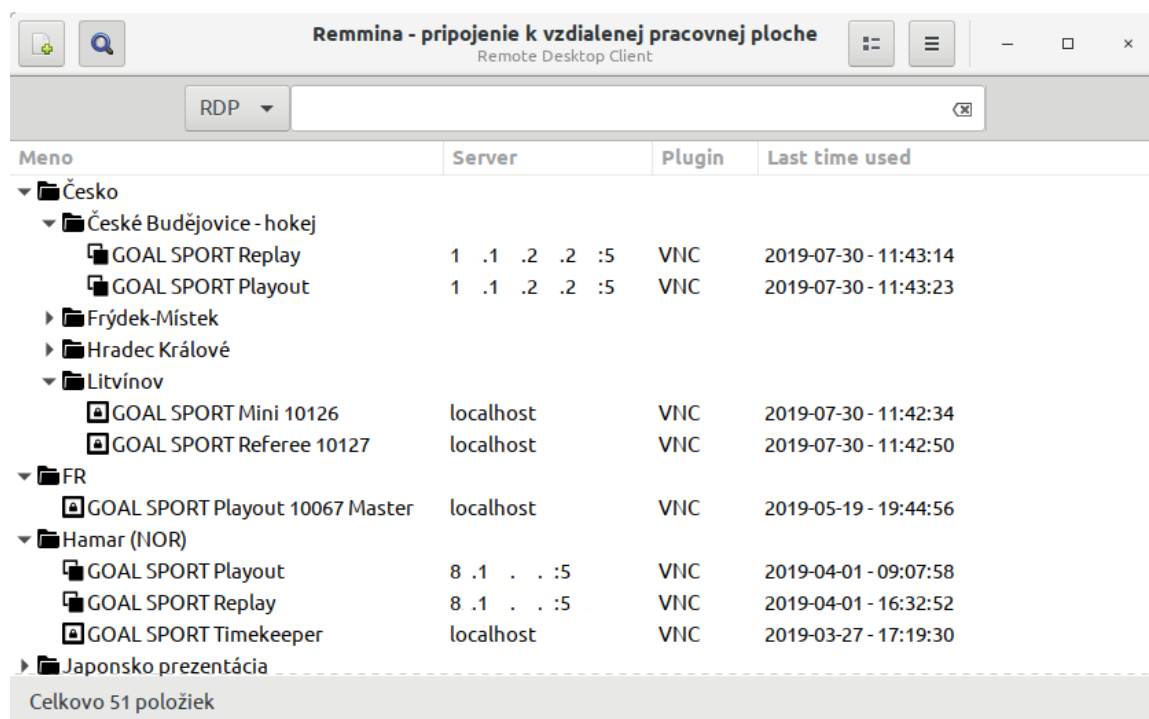 Remmina - pripojenie k vzdialenej pracovnej ploche
Remote Desktop Client
RDP
Meno Server Plugin Last time used
Česko
České Budějovice - hokej
GOAL SPORT Replay 1 .1 .2 .2 :5 VNC 2019-07-30 - 11:43:14
GOAL SPORT Playout 1 .1 .2 .2 :5 VNC 2019-07-30 - 11:43:23
Frýdek-Místek
Hradec Králové
Litvínov
GOAL SPORT Mini 10126 localhost VNC 2019-07-30 - 11:42:34
GOAL SPORT Referee 10127 localhost VNC 2019-07-30 - 11:42:50
FR
GOAL SPORT Playout 10067 Master localhost VNC 2019-05-19 - 19:44:56
Hamar (NOR)
GOAL SPORT Playout 8 .1 . . :5 VNC 2019-04-01 - 09:07:58
GOAL SPORT Replay 8 .1 . . :5 VNC 2019-04-01 - 16:32:52
GOAL SPORT Timekeeper localhost VNC 2019-03-27 - 17:19:30
Japonsko prezentácia
Celkovo 51 položiek